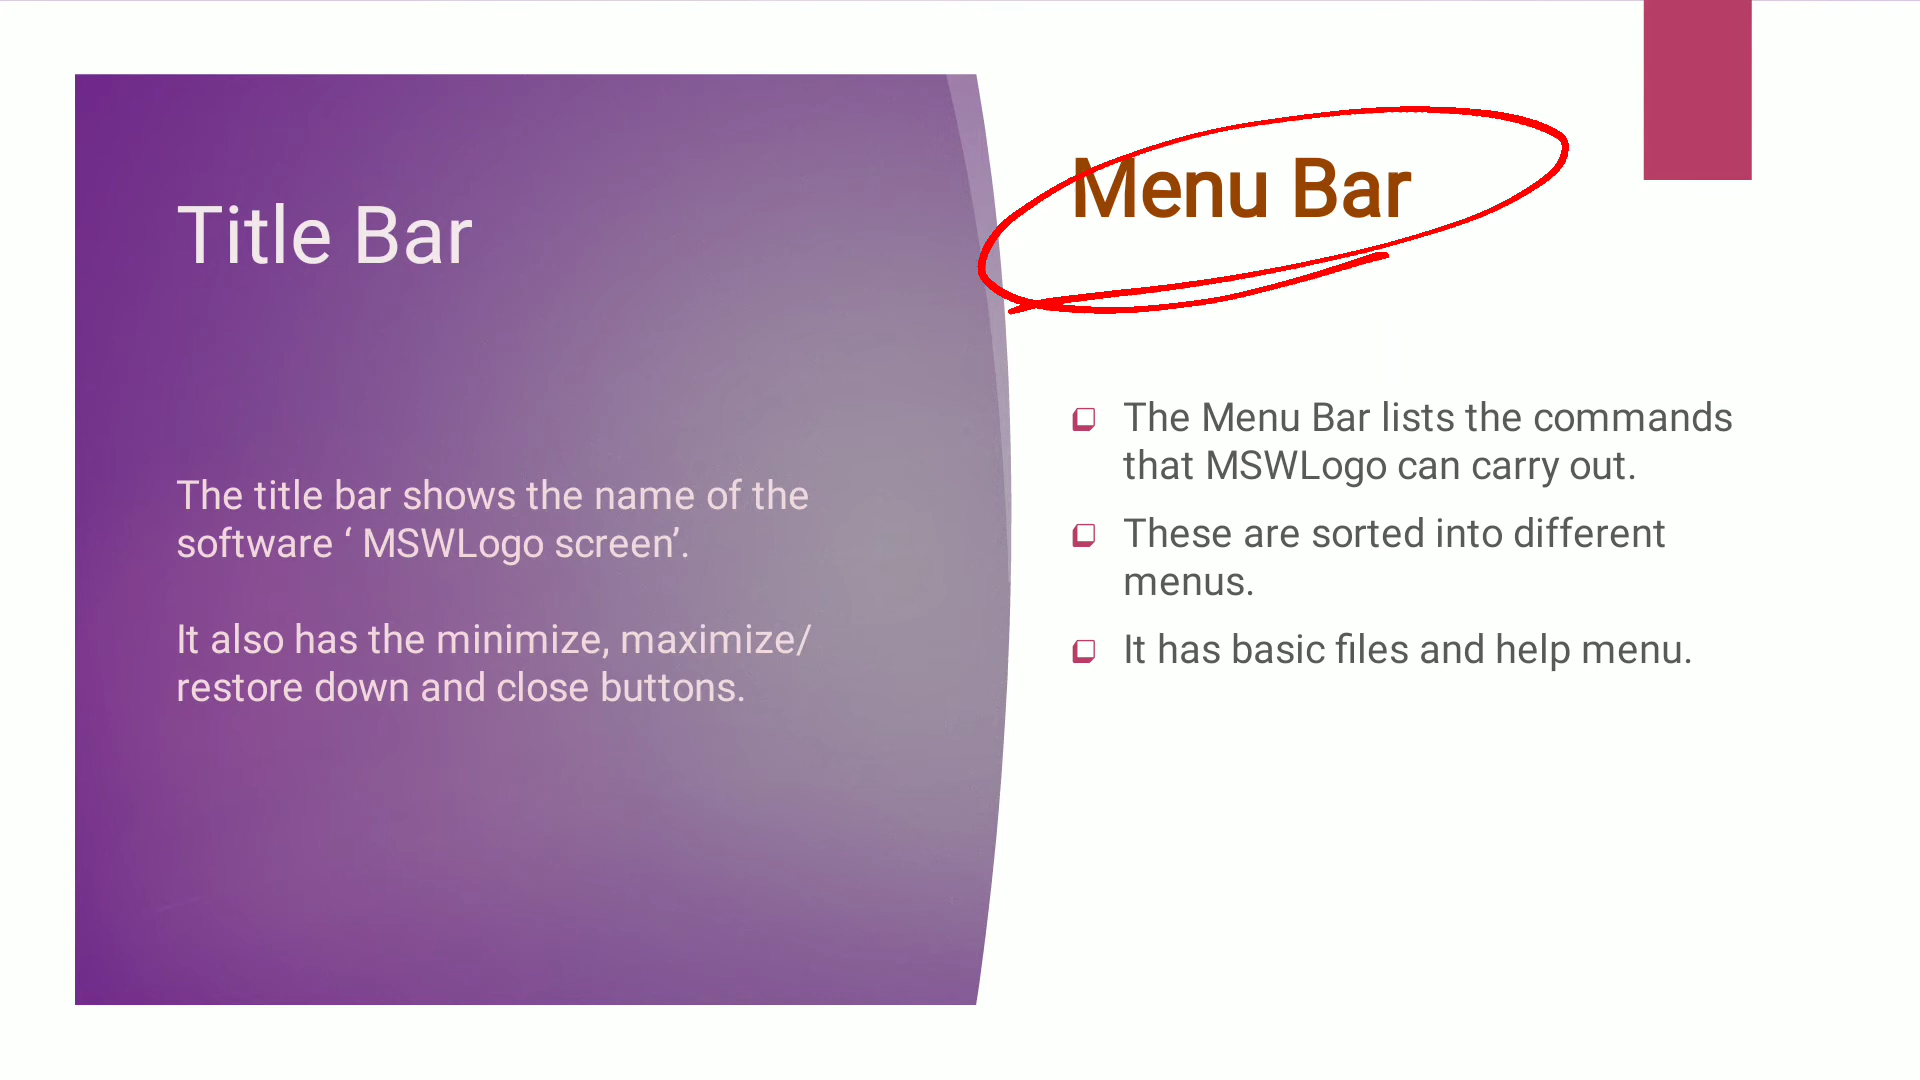 Title Bar
The title bar shows the name of the
software ‘ MSWLogo screen’.
It also has the minimize, maximize/
restore down and close buttons.
Menu Bar
The Menu Bar lists the commands
that MSWLogo can carry out.
These are sorted into different
menus.
It has basic files and help menu.